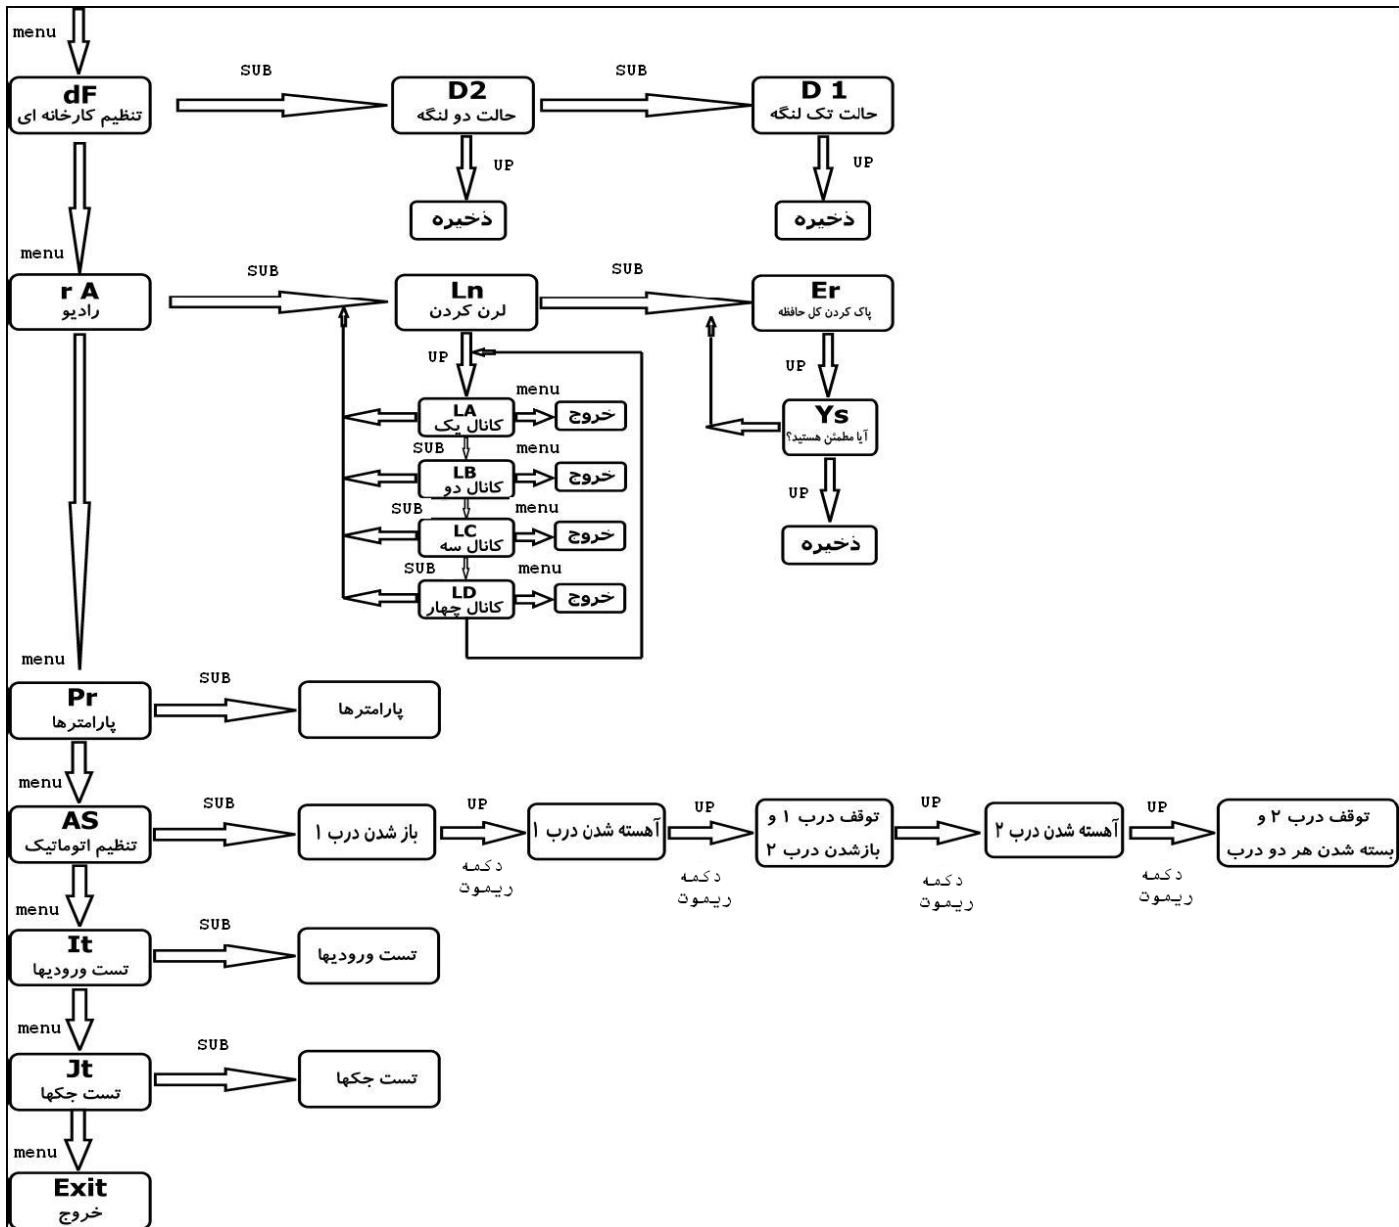 menu
dF
تنظیم کارخانه ای
SUB
D2
حالت دو لنگه
SUB
D 1
حالت تک لنگه
UP
ذخیره
UP
ذخیره
menu
r A
رادیو
SUB
Ln
لرن کردن
SUB
Er
پاک کردن کل حافظه
UP
UP
LA
کانال یک
menu
خروج
Ys
آیا مطمئن هستید؟
SUB
LB
کانال دو
menu
خروج
UP
SUB
LC
کانال سه
menu
خروج
ذخیره
SUB
LD
کانال چهار
menu
خروج
menu
Pr
پارامترها
SUB
پارامترها
menu
AS
تنظیم اتوماتیک
SUB
باز شدن درب ۱
UP
دکمه
ریموت
آهسته شدن درب ۱
UP
دکمه
ریموت
توقف درب ۱ و
بازشدن درب ۲
UP
دکمه
ریموت
آهسته شدن درب ۲
UP
دکمه
ریموت
توقف درب ۲ و
بسته شدن هر دو درب
menu
It
تست ورودیها
SUB
تست ورودیها
menu
Jt
تست جکها
SUB
تست جکها
menu
Exit
خروج